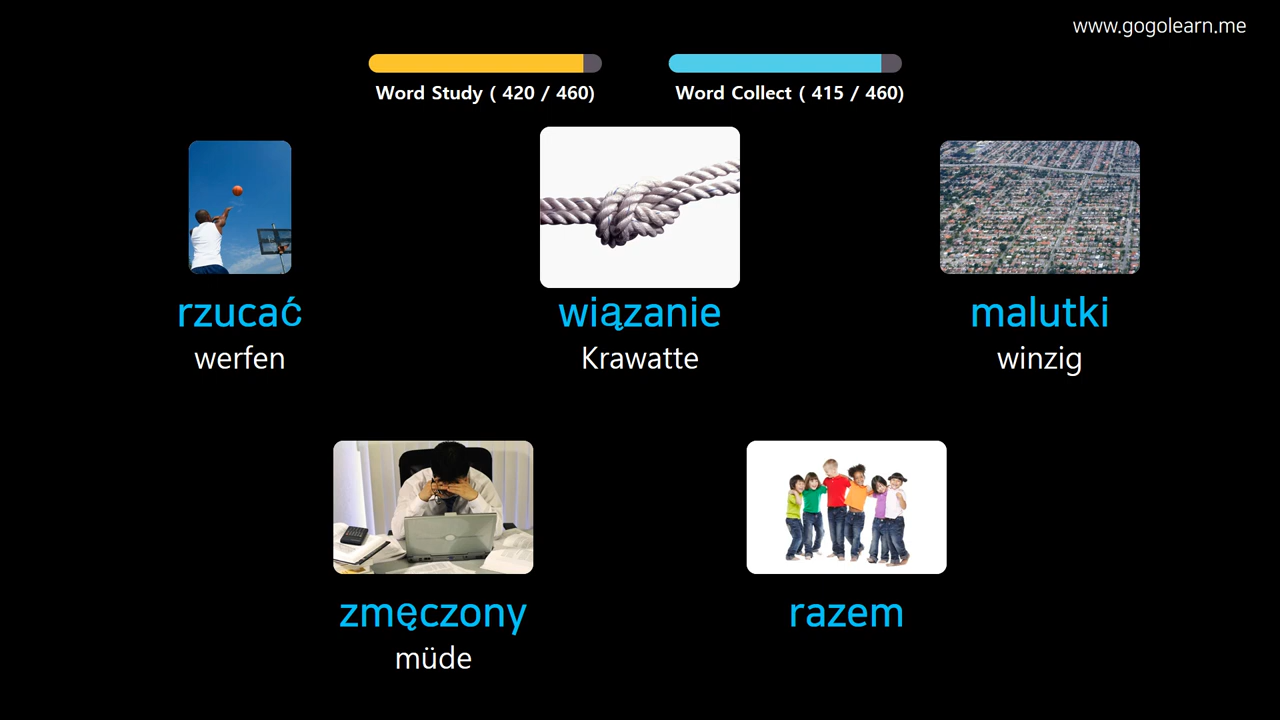 www.gogolearn.me
Word Study ( 420 / 460)
Word Collect ( 415 / 460)
rzucać
werfen
wiązanie
Krawatte
malutki
winzig
zmęczony
müde
razem